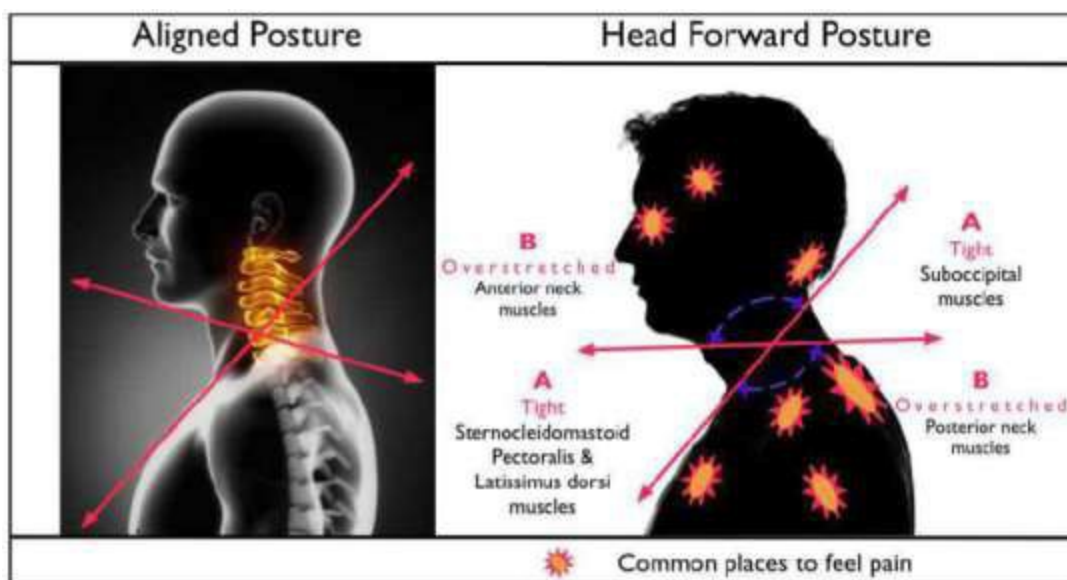 Aligned Posture
Head Forward Posture
B
Overstretched
Anterior neck
muscles
A
Tight
Suboccipital
muscles
A
Tight
Sternocleidomastoid
Pectoralis &
Latissimus dorsi
muscles
B
Overstretched
Posterior neck
muscles
Common places to feel pain